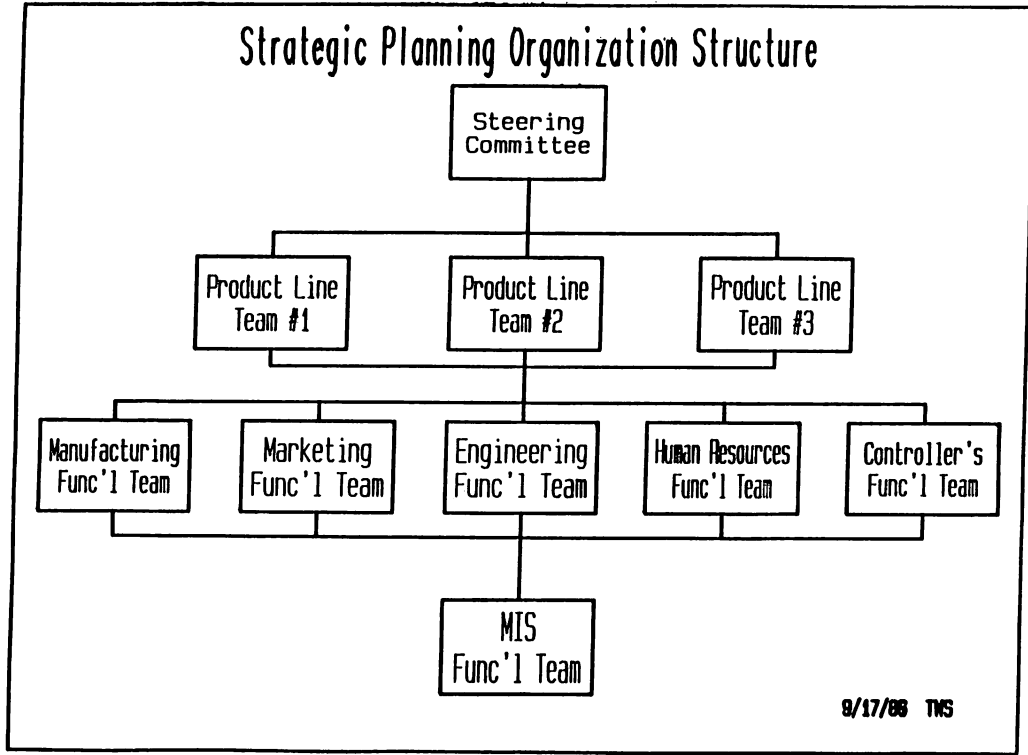 Strategic Planning Organization Structure
Steering
Committee
Product Line
Team #1
Product Line
Team #2
Product Line
Team #3
Manufacturing
Func'l Team
Marketing
Func'l Team
Engineering
Func'l Team
Human Resources
Func'l Team
Controller's
Func'l Team
MIS
Func'l Team
TWS